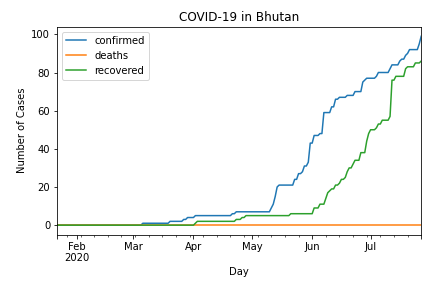 COVID-19 in Bhutan
confirmed
deaths
recovered
Number of Cases
100
80
60
40
20
0
Feb Mar Apr May Jun Jul
2020
Day